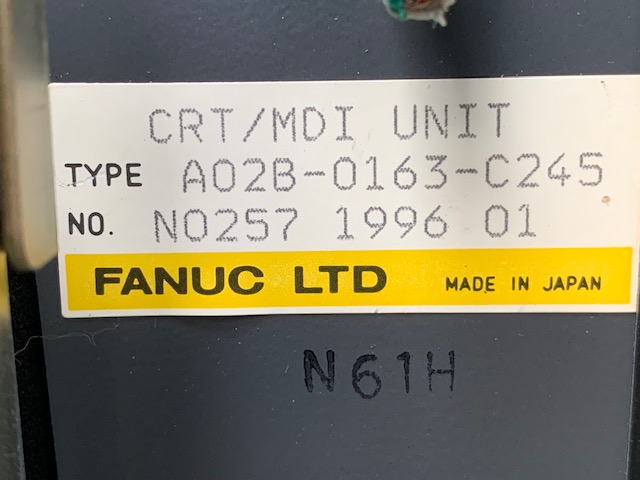 CRT/MDI UNIT
TYPE A02B-0163-C245
NO. N0257 1996 01
FANUC LTD MADE IN JAPAN
N61H